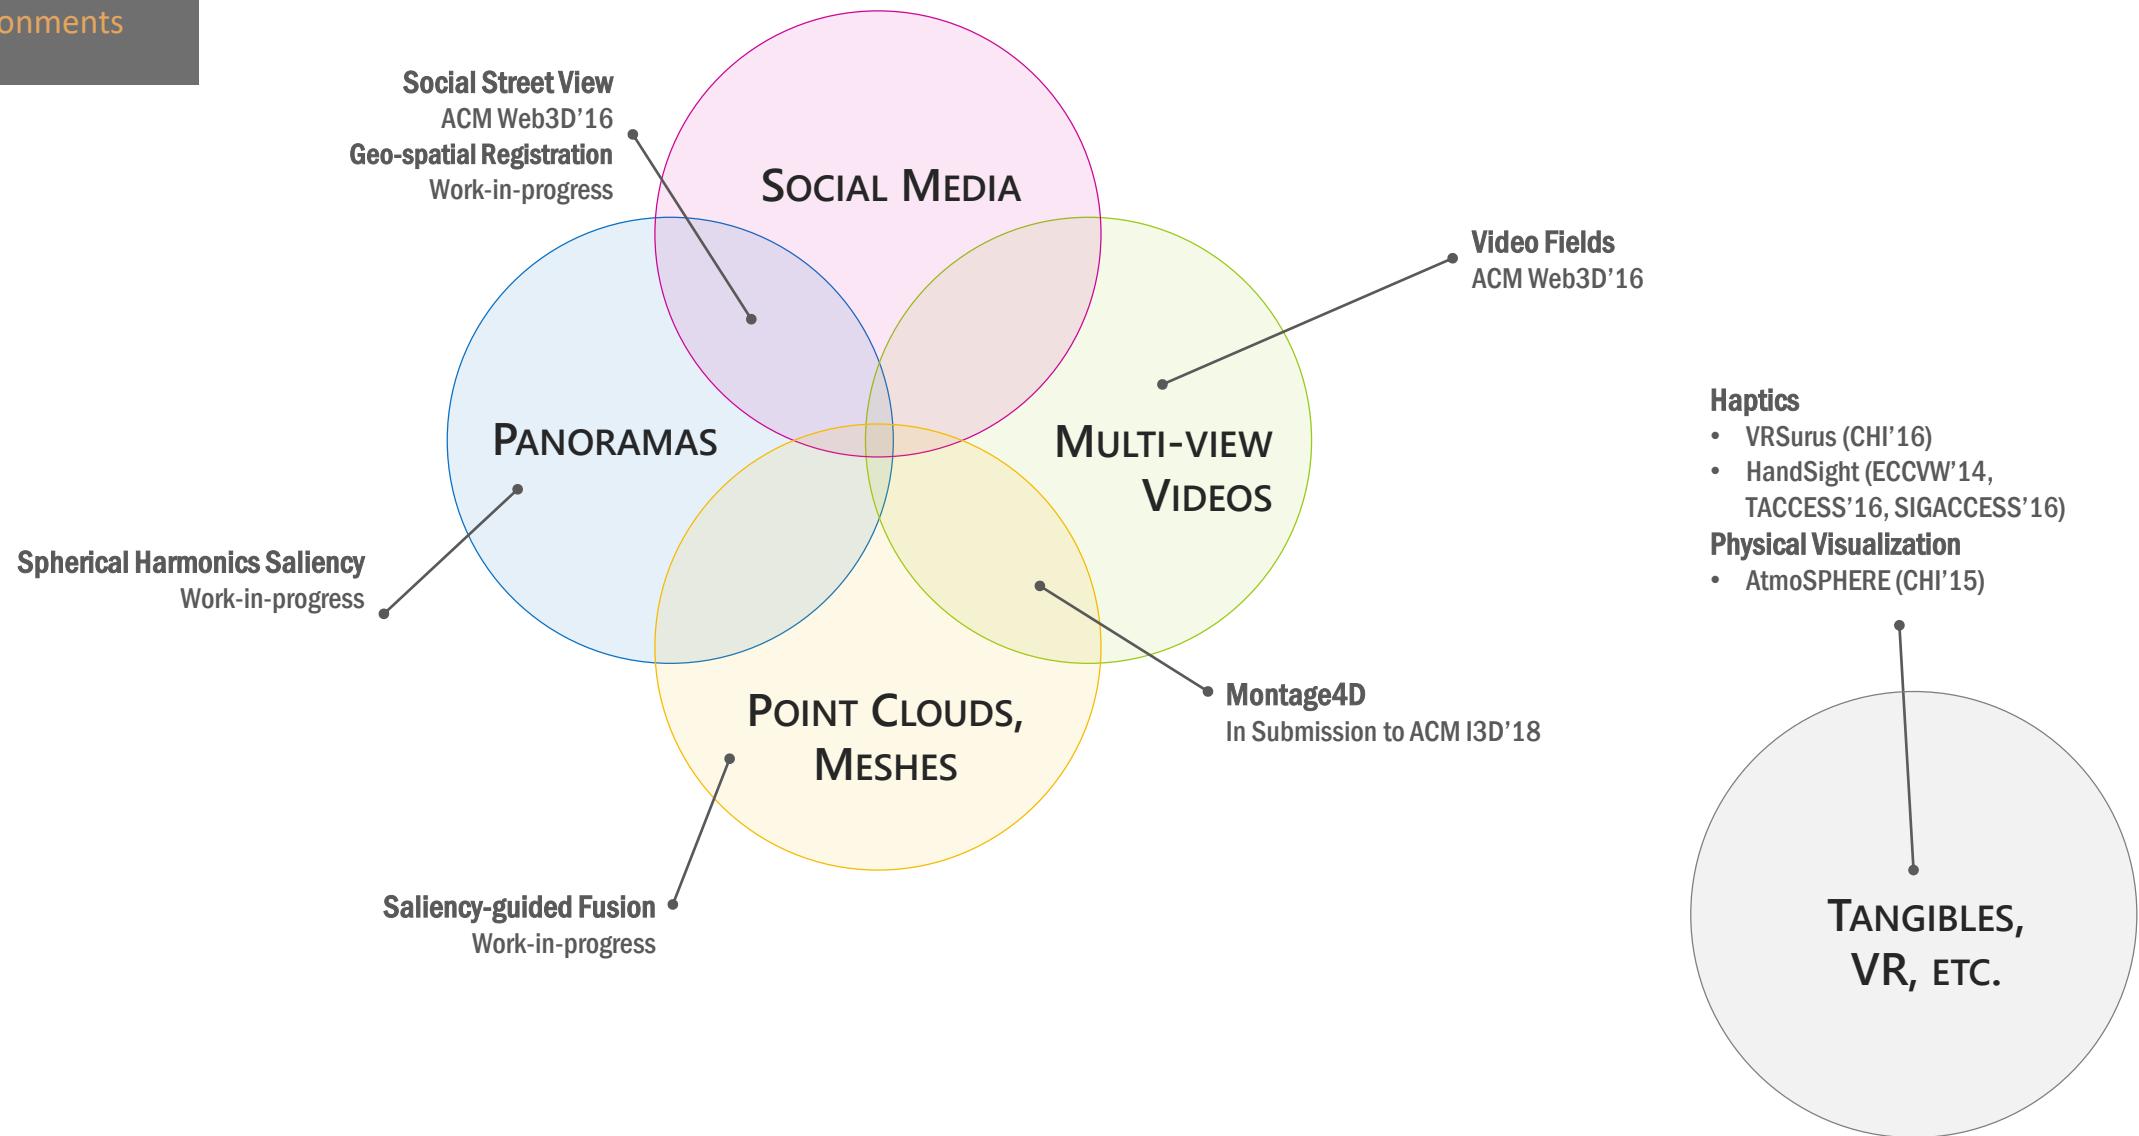 Social Street View
ACM Web3D’16
Geo-spatial Registration
Work-in-progress
SOCIAL MEDIA
Video Fields
ACM Web3D’16
PANORAMAS
MULTI-VIEW
VIDEOS
Haptics
• VRSurus (CHI’16)
• HandSight (ECCVW’14,
TACCESS’16, SIGACCESS’16)
Physical Visualization
• AtmoSPHERE (CHI’15)
Spherical Harmonics Saliency
Work-in-progress
POINT CLOUDS,
MESHES
Montage4D
In Submission to ACM I3D’18
Saliency-guided Fusion
Work-in-progress
TANGIBLES,
VR, ETC.